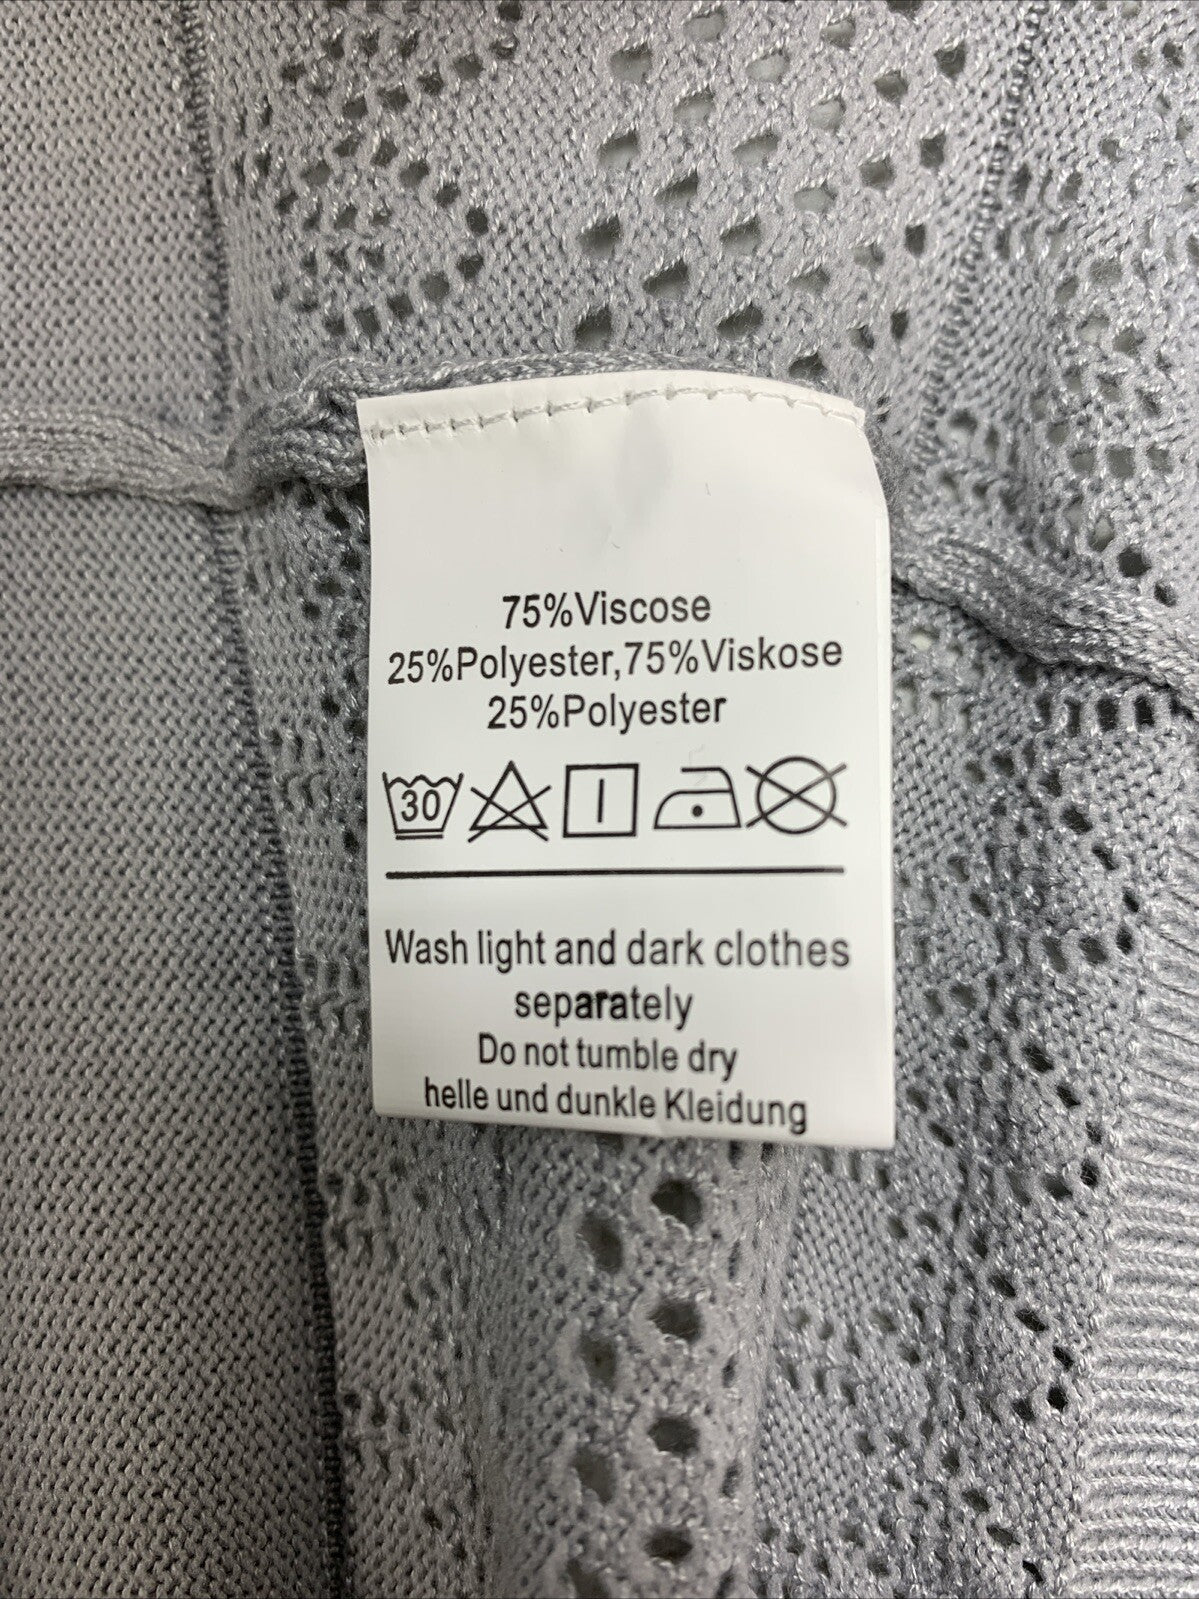 75%Viscose
25%Polyester,75%Viskose
25%Polyester
30
Wash light and dark clothes
separately
Do not tumble dry
helle und dunkle Kleidung